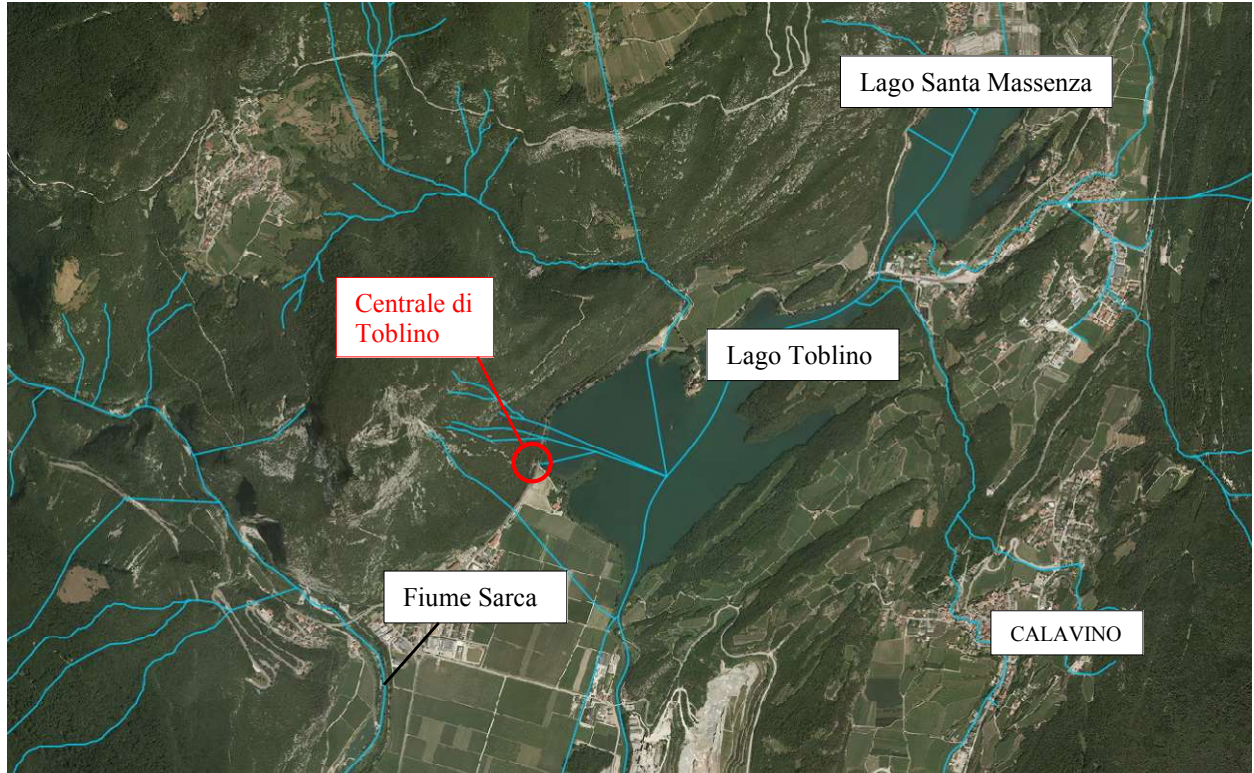 Lago Santa Massenza
Centrale di
Toblino
Lago Toblino
Fiume Sarca
CALAVINO